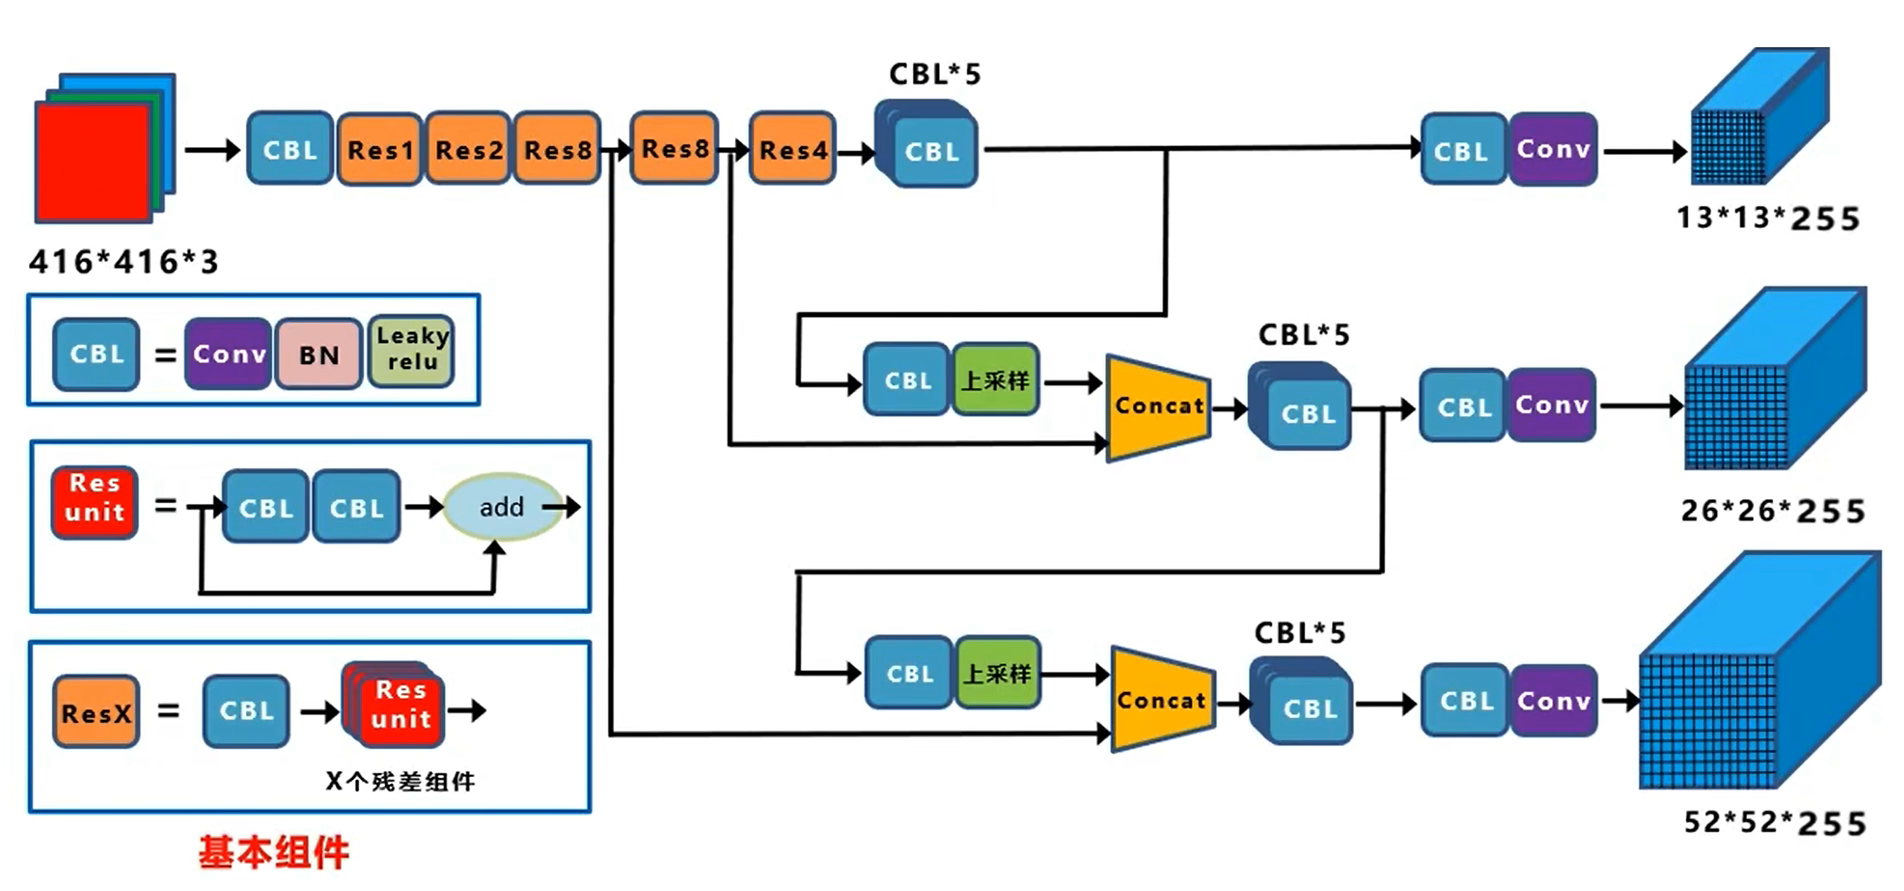 CBL*5
CBL Res1 Res2 Res8 Res8 Res4 CBL CBL Conv
13*13*255
416*416*3
CBL = Conv BN Leaky relu
CBL*5
CBL 上采样 Concat CBL CBL Conv
26*26*255
Res unit = CBL CBL add
CBL*5
CBL 上采样 Concat CBL CBL Conv
52*52*255
ResX = CBL Res unit
X个残差组件
基本组件